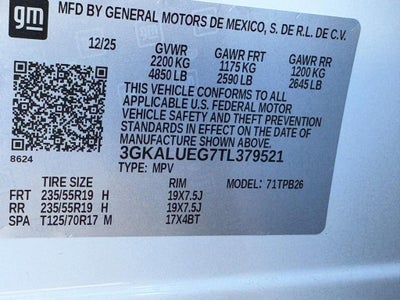 gm MFD BY GENERAL MOTORS DE MEXICO, S. DE R.L. DE C.V.
12/25 GVWR GAWR FRT GAWR RR
2200 KG 1175 KG 1200 KG
4850 LB 2590 LB 2645 LB
THIS VEHICLE CONFORMS TO ALL
APPLICABLE U.S. FEDERAL MOTOR
VEHICLE SAFETY AND THEFT
PREVENTION STANDARDS IN
EFFECT ON THE DATE OF
MANUFACTURE SHOWN ABOVE.
3GKALUEG7TL379521
8624 TYPE: MPV
TIRE SIZE RIM MODEL: 71TPB26
FRT 235/55R19 H 19X7.5J
RR 235/55R19 H 19X7.5J
SPA T125/70R17 M 17X4BT